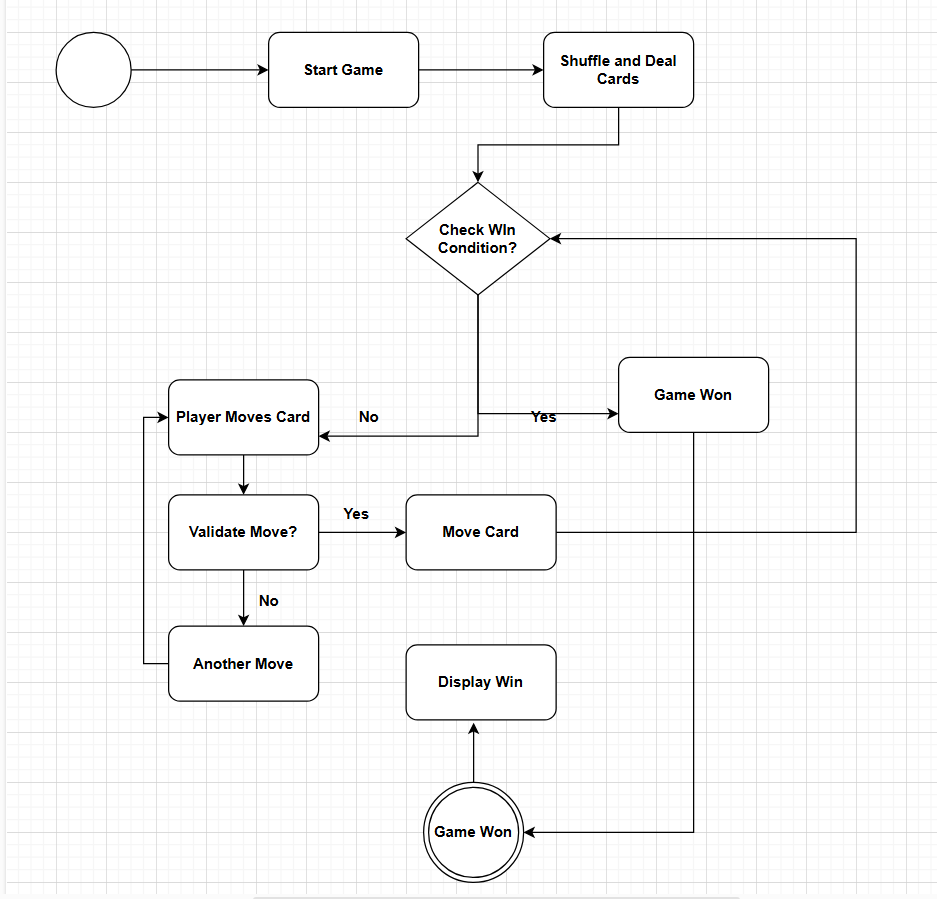 Start Game
Shuffle and Deal
Cards
Check WIn
Condition?
Game Won
Player Moves Card
No
Yes
Yes
Validate Move?
Move Card
No
Another Move
Display Win
Game Won